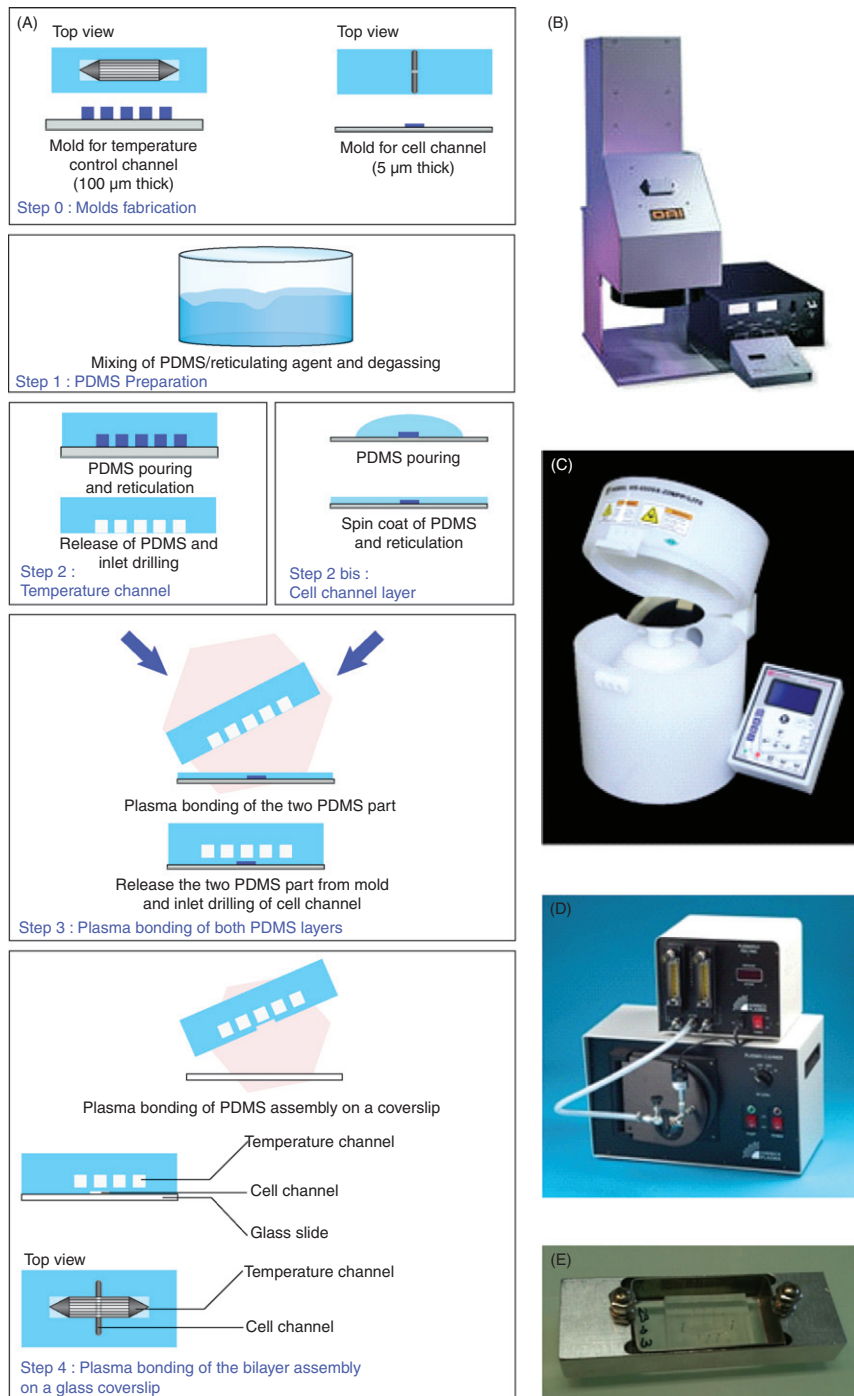 (A)
Top view
Top view
Mold for temperature
control channel
(100 µm thick)
Mold for cell channel
(5 µm thick)
Step 0 : Molds fabrication
Mixing of PDMS/reticulating agent and degassing
Step 1 : PDMS Preparation
PDMS pouring
and reticulation
Release of PDMS and
inlet drilling
Step 2 :
Temperature channel
PDMS pouring
Spin coat of PDMS
and reticulation
Step 2 bis :
Cell channel layer
Plasma bonding of the two PDMS part
Release the two PDMS part from mold
and inlet drilling of cell channel
Step 3 : Plasma bonding of both PDMS layers
Plasma bonding of PDMS assembly on a coverslip
Temperature channel
Cell channel
Glass slide
Top view
Temperature channel
Cell channel
Step 4 : Plasma bonding of the bilayer assembly
on a glass coverslip
(B)
OAI
(C)
(D)
PLASMA CLEANER
(E)